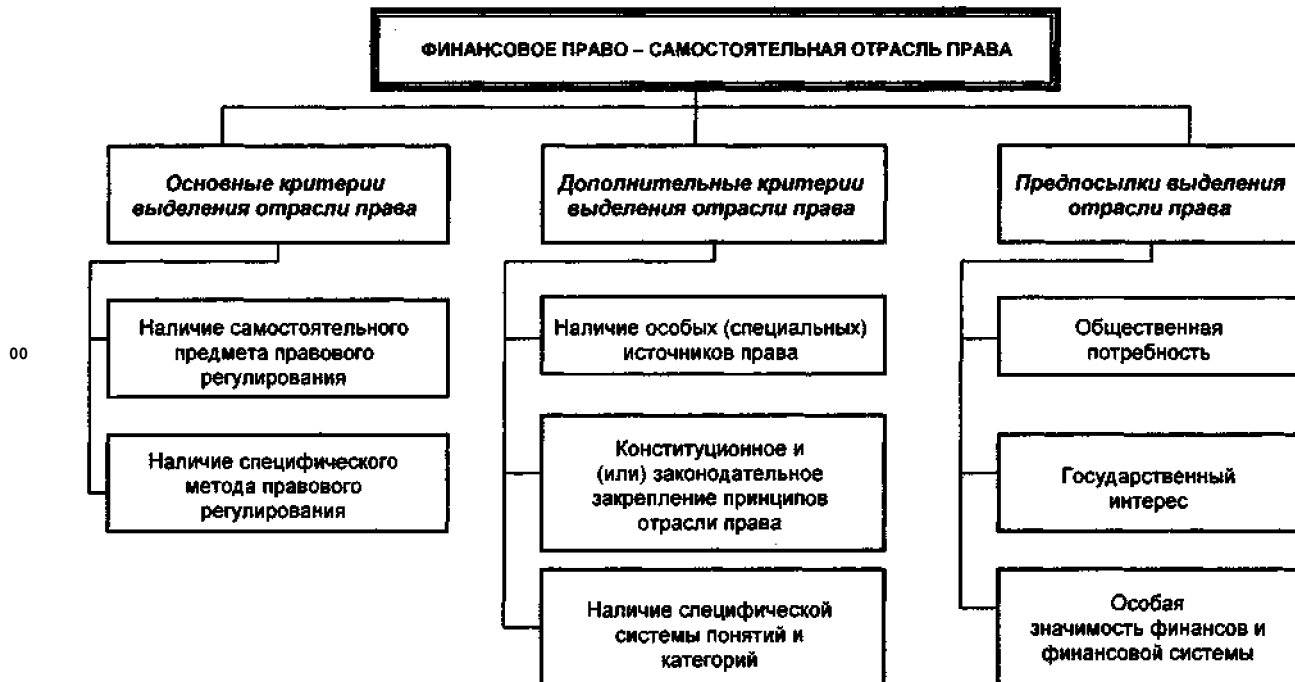 ФИНАНСОВОЕ ПРАВО – САМОСТОЯТЕЛЬНАЯ ОТРАСЛЬ ПРАВА
Основные критерии
выделения отрасли права
Наличие самостоятельного
предмета правового
регулирования
Наличие специфического
метода правового
регулирования
Дополнительные критерии
выделения отрасли права
Наличие особых (специальных)
источников права
Конституционное и
(или) законодательное
закрепление принципов
отрасли права
Наличие специфической
системы понятий и
категорий
Предпосылки выделения
отрасли права
Общественная
потребность
Государственный
интерес
Особая
значимость финансов и
финансовой системы
00